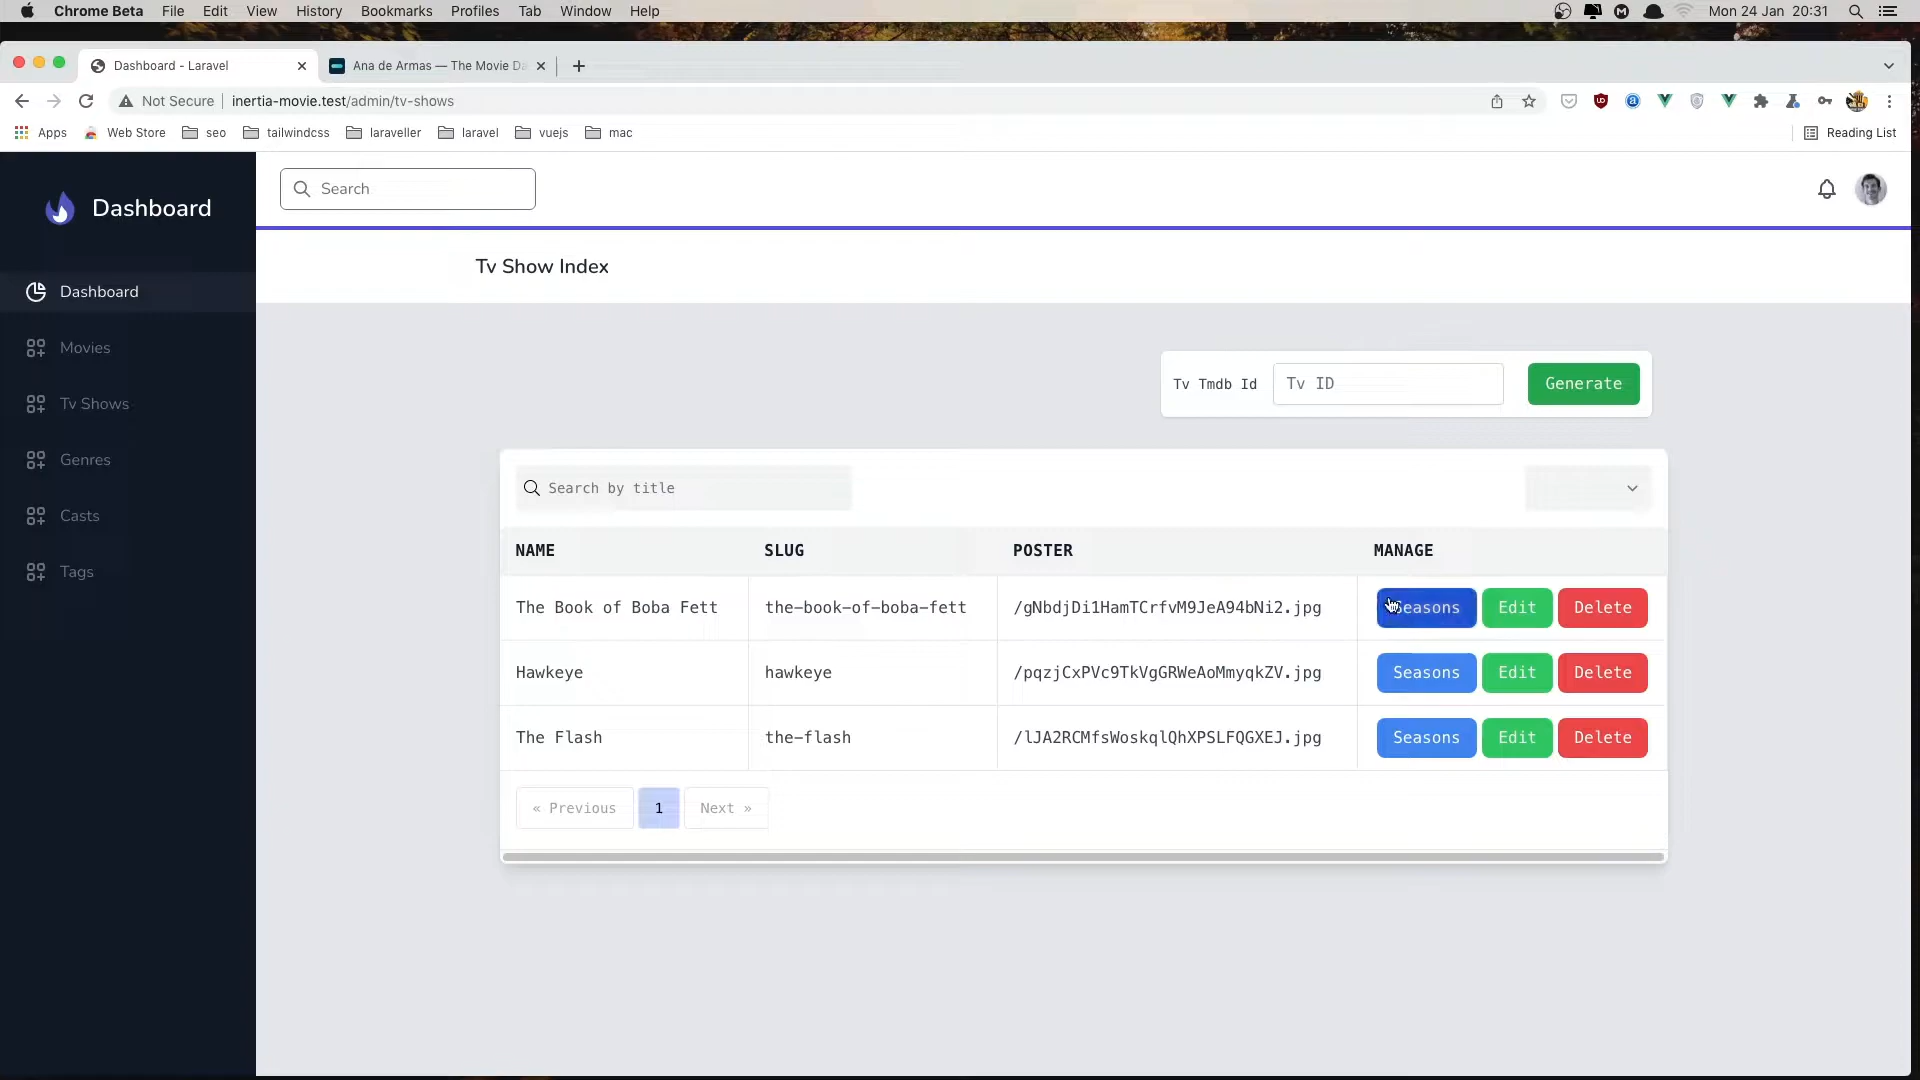 Chrome Beta File Edit View History Bookmarks Profiles Tab Window Help Mon 24 Jan 20:31
Dashboard - Laravel Ana de Armas — The Movie Da
Not Secure inertia-movie.test/admin/tv-shows
Apps Web Store seo tailwindcss laraveller laravel vuejs mac Reading List
Dashboard
Search
Tv Show Index
Dashboard
Movies
Tv Shows
Genres
Casts
Tags
Tv Tmdb Id Tv ID Generate
Search by title
NAME SLUG POSTER MANAGE
The Book of Boba Fett the-book-of-boba-fett /gNbdjDi1HamTCrfvM9JeA94bNi2.jpg Seasons Edit Delete
Hawkeye hawkeye /pqzjCxPVc9TkVgGRWeAoMmyqkZV.jpg Seasons Edit Delete
The Flash the-flash /lJA2RCMfsWoskqlQhXPSLFQGXEJ.jpg Seasons Edit Delete
« Previous 1 Next »